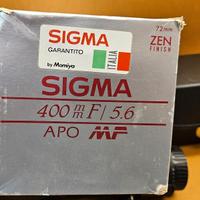 SIGMA
GARANTITO
by Mamiya
ITALIA
72mm
ZEN
FINISH
SIGMA
400mm F/5.6
APO MF